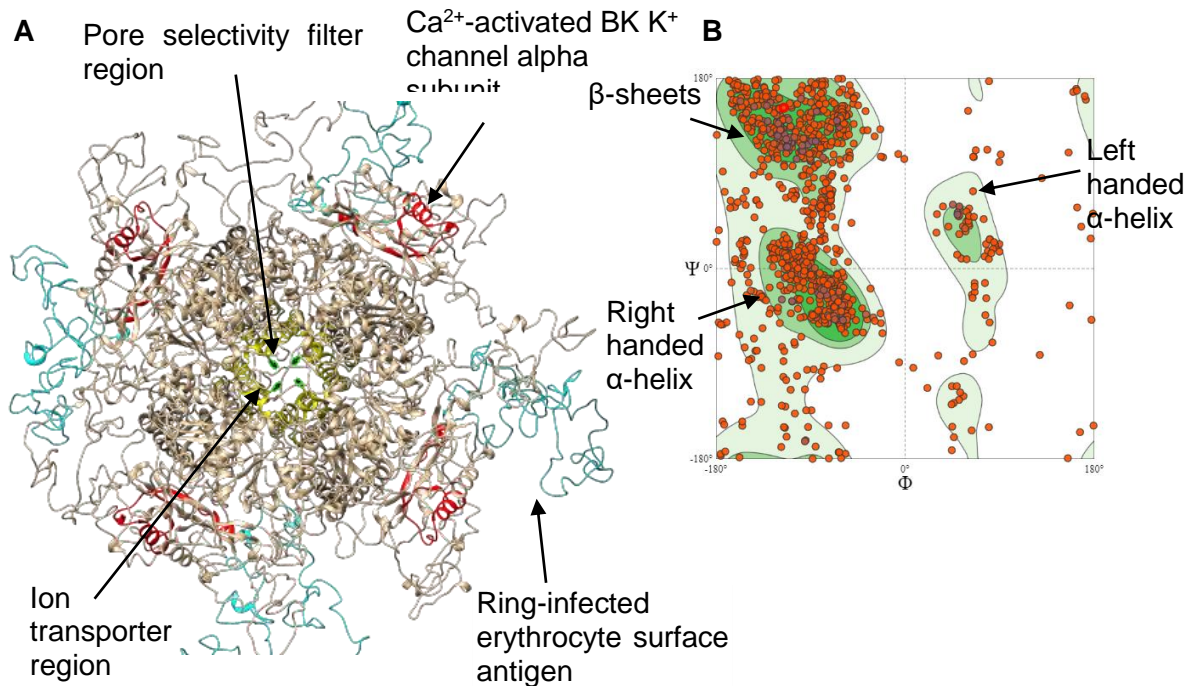 A
Pore selectivity filter
region
Ca²⁺-activated BK K⁺
channel alpha
subunit
Ion
transporter
region
Ring-infected
erythrocyte surface
antigen
B
β-sheets
Left
handed
α-helix
Right
handed
α-helix
180°
Ψ 0°
-180°
-180° 0° 180°
Φ